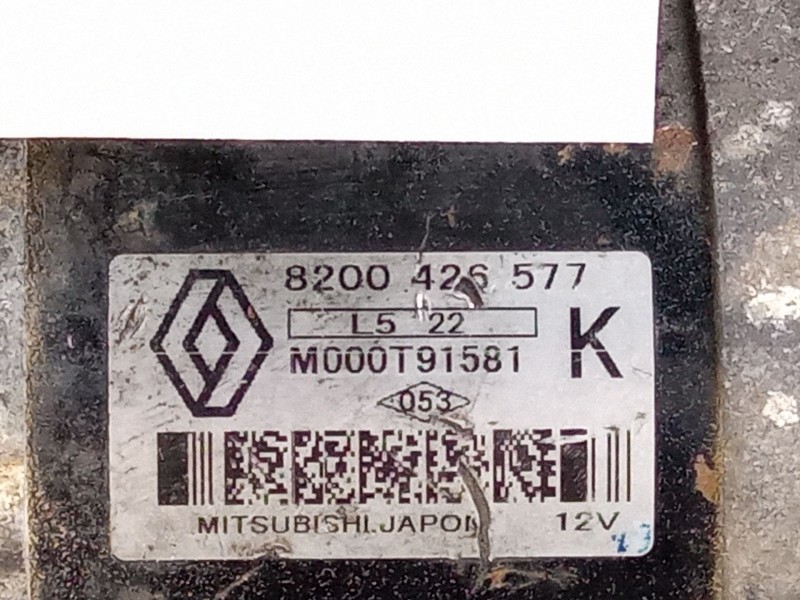 8200 426 577
L5 22
K
M000T91581
053
MITSUBISHI.JAPON 12V